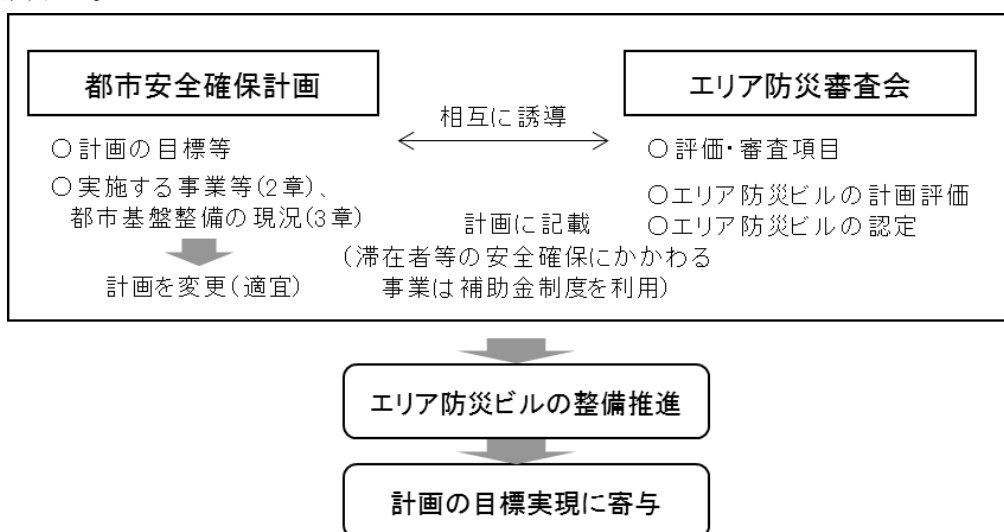 都市安全確保計画
エリア防災審査会
相互に誘導
○計画の目標等
○実施する事業等(2章)、
都市基盤整備の現況(3章)
計画を変更(適宜)
○評価・審査項目
○エリア防災ビルの計画評価
○エリア防災ビルの認定
計画に記載
(滞在者等の安全確保にかかわる
事業は補助金制度を利用)
エリア防災ビルの整備推進
計画の目標実現に寄与